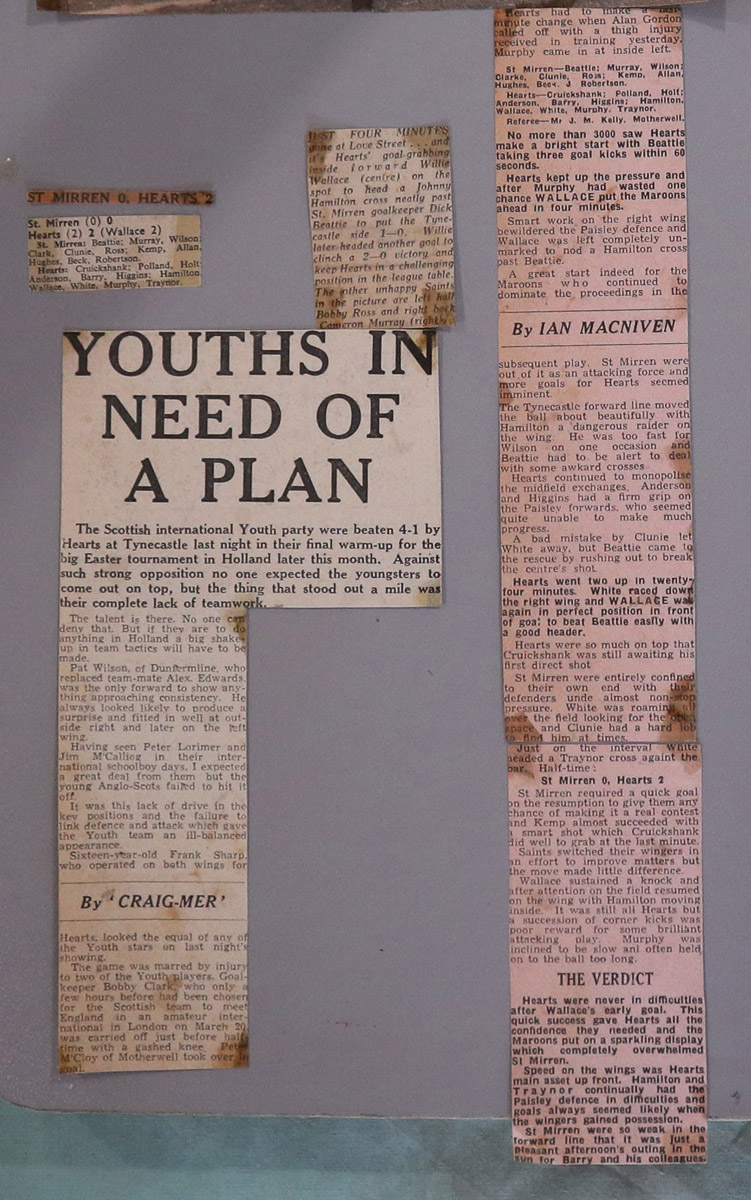 ST MIRREN 0, HEARTS 2
St. Mirren (0) 0
Hearts (2) 2 (Wallace 2)
St. Mirren: Beattie; Murray, Wilson;
Clark, Clunie, Ross; Kemp, Allan,
Hughes, Beck, Robertson.
Hearts: Cruickshank; Polland, Holt;
Anderson, Barry, Higgins; Hamilton,
Wallace, White, Murphy, Traynor.
JUST FOUR MINUTES
gone at Love Street . . . and
it's Hearts' goal-grabbing
inside forward Willie
Wallace (centre) on the
spot to head a Johnny
Hamilton cross neatly past
St. Mirren goalkeeper Dick
Beattie to put the Tyne-
castle side 1—0. Willie
later headed another goal to
clinch a 2—0 victory and
keep Hearts in a challenging
position in the league table.
The other unhappy Saints
in the picture are left half
Bobby Ross and right back
Cameron Murray (right).
YOUTHS IN
NEED OF
A PLAN
The Scottish international Youth party were beaten 4-1 by
Hearts at Tynecastle last night in their final warm-up for the
big Easter tournament in Holland later this month. Against
such strong opposition no one expected the youngsters to
come out on top, but the thing that stood out a mile was
their complete lack of teamwork.
The talent is there. No one can
deny that. But if they are to do
anything in Holland a big shake-
up in team tactics will have to be
made.
Pat Wilson, of Dunfermline, who
replaced team-mate Alex. Edwards,
was the only forward to show any-
thing approaching consistency. He
always looked likely to produce a
surprise and fitted in well at out-
side right and later on the left
wing.
Having seen Peter Lorimer and
Jim M'Calliog in their inter-
national schoolboy days, I expected
a great deal from them but the
young Anglo-Scots failed to hit it
off.
It was this lack of drive in the
key positions and the failure to
link defence and attack which gave
the Youth team an ill-balanced
appearance.
Sixteen-year-old Frank Sharp,
who operated on both wings for
By ‘CRAIG-MER’
Hearts, looked the equal of any of
the Youth stars on last night's
showing.
The game was marred by injury
to two of the Youth players. Goal-
keeper Bobby Clark, who only a
few hours before had been chosen
for the Scottish team to meet
England in an amateur inter-
national in London on March 20,
was carried off just before half-
time with a gashed knee. Peter
M'Cloy of Motherwell took over in
goal.
Hearts had to make a last-
minute change when Alan Gordon
called off with a thigh injury
received in training yesterday.
Murphy came in at inside left.
St Mirren—Beattie; Murray, Wilson;
Clarke, Clunie, Ross; Kemp, Allan,
Hughes, Beck. J Robertson.
Hearts—Cruickshank; Polland, Holt;
Anderson, Barry, Higgins; Hamilton,
Wallace, White, Murphy, Traynor.
Referee—Mr J. M. Kelly, Motherwell.
No more than 3000 saw Hearts
make a bright start with Beattie
taking three goal kicks within 60
seconds.
Hearts kept up the pressure and
after Murphy had wasted one
chance WALLACE put the Maroons
ahead in four minutes.
Smart work on the right wing
bewildered the Paisley defence and
Wallace was left completely un-
marked to nod a Hamilton cross
past Beattie.
A great start indeed for the
Maroons who continued to
dominate the proceedings in the
By IAN MACNIVEN
subsequent play. St Mirren were
out of it as an attacking force and
more goals for Hearts seemed
imminent.
The Tynecastle forward line moved
the ball about beautifully with
Hamilton a dangerous raider on
the wing. He was too fast for
Wilson on one occasion and
Beattie had to be alert to deal
with some awkard crosses.
Hearts continued to monopolise
the midfield exchanges. Anderson
and Higgins had a firm grip on
the Paisley forwards, who seemed
quite unable to make much
progress.
A bad mistake by Clunie let
White away, but Beattie came to
the rescue by rushing out to break
the centre's shot.
Hearts went two up in twenty-
four minutes. White raced down
the right wing and WALLACE was
again in perfect position in front
of goal to beat Beattie easily with
a good header.
Hearts were so much on top that
Cruickshank was still awaiting his
first direct shot
St Mirren were entirely confined
to their own end with their
defenders unde almost non-stop
pressure. White was roaming all
over the field looking for the open
space and Clunie had a hard job
to find him at times.
Just on the interval White
headed a Traynor cross againt the
bar. Half-time :
St Mirren 0, Hearts 2
St Mirren required a quick goal
on the resumption to give them any
chance of making it a real contest
and Kemp almost succeeded with
a smart shot which Cruickshank
did well to grab at the last minute.
Saints switched their wingers in
an effort to improve matters but
the move made little difference.
Wallace sustained a knock and
after attention on the field resumed
on the wing with Hamilton moving
inside. It was still all Hearts but
a succession of corner kicks was
poor reward for some brilliant
attacking play. Murphy was
inclined to be slow and often held
on to the ball too long.
THE VERDICT
Hearts were never in difficulties
after Wallace's early goal. This
quick success gave Hearts all the
confidence they needed and the
Maroons put on a sparkling display
which completely overwhelmed
St Mirren.
Speed on the wings was Hearts
main asset up front. Hamilton and
Traynor continually had the
Paisley defence in difficulties and
goals always seemed likely when
the wingers gained possession.
St Mirren were so weak in the
forward line that it was just a
pleasant afternoon's outing in the
sun for Barry and his colleagues.